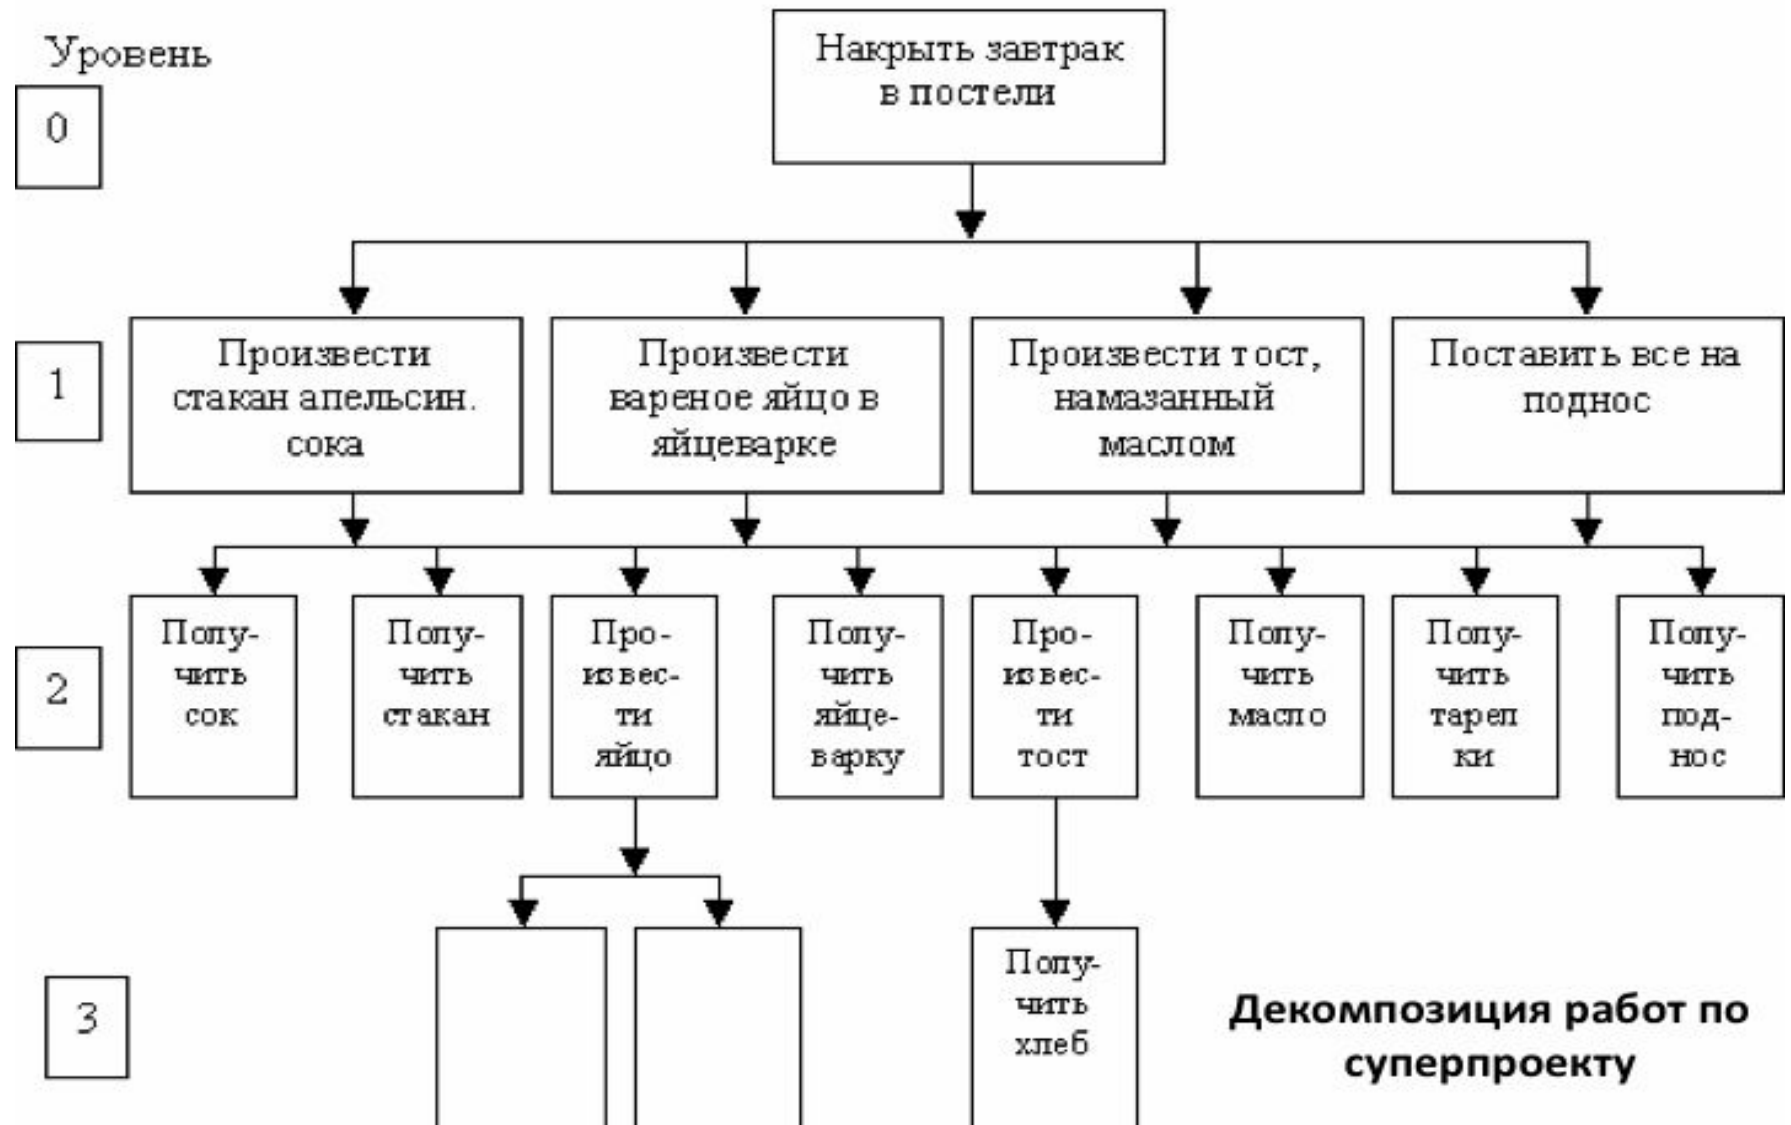 Уровень
0
Накрыть завтрак
в постели
1
Произвести
стакан апельсин.
сока
Произвести
вареное яйцо в
яйцеварке
Произвести тост,
намазанный
маслом
Поставить все на
поднос
2
Полу-
чить
сок
Полу-
чить
стакан
Про-
извес-
ти
яйцо
Полу-
чить
яйце-
варку
Про-
извес-
ти
тост
Полу-
чить
масло
Полу-
чить
тарел
ки
Полу-
чить
под-
нос
3
Полу-
чить
хлеб
Декомпозиция работ по
суперпроекту